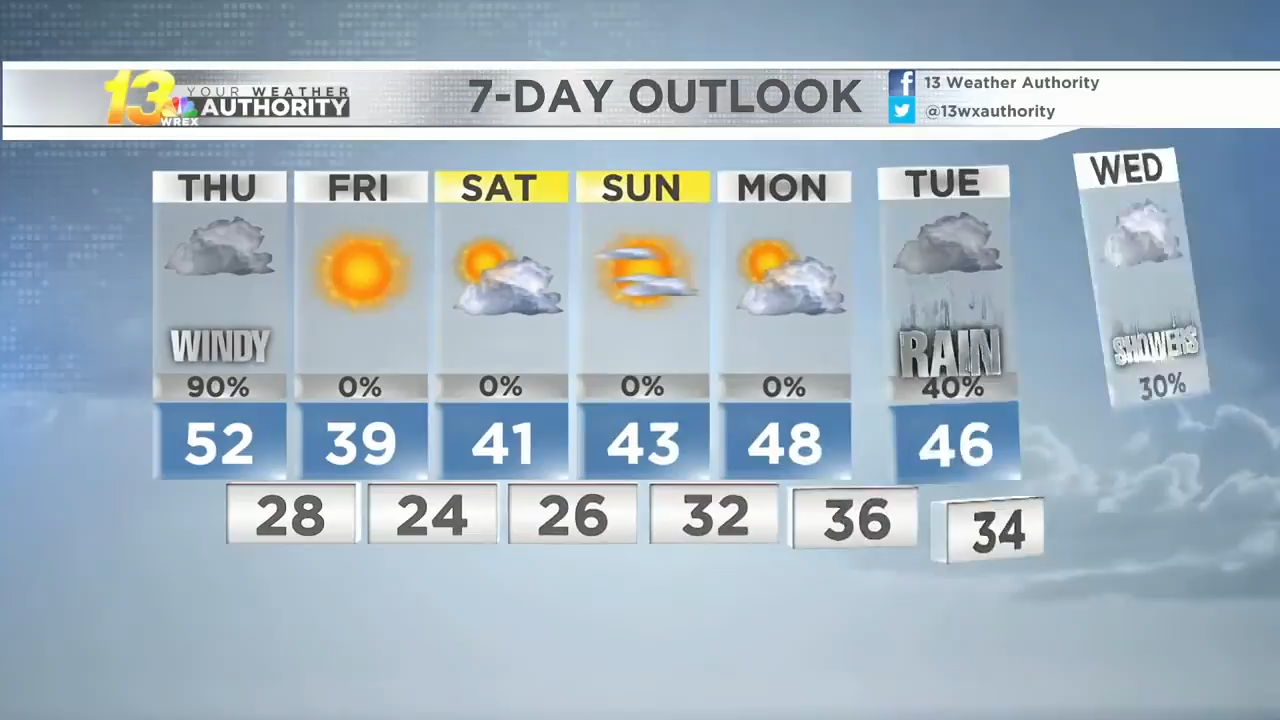 13 YOUR WEATHER
AUTHORITY
WREX
7-DAY OUTLOOK
f 13 Weather Authority
@13wxauthority
THU FRI SAT SUN MON TUE WED
WINDY RAIN SHOWERS
90% 0% 0% 0% 0% 40% 30%
52 39 41 43 48 46
28 24 26 32 36 34